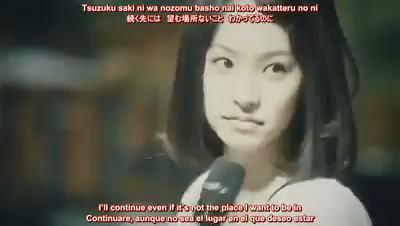 Tsuzuku saki ni wa nozomu basho nai koto wakatteru no ni
続く先には　望む場所ないこと　わかってるのに
I'll continue even if it's not the place I want to be in
Continuare, aunque no sea el lugar en el que deseo estar